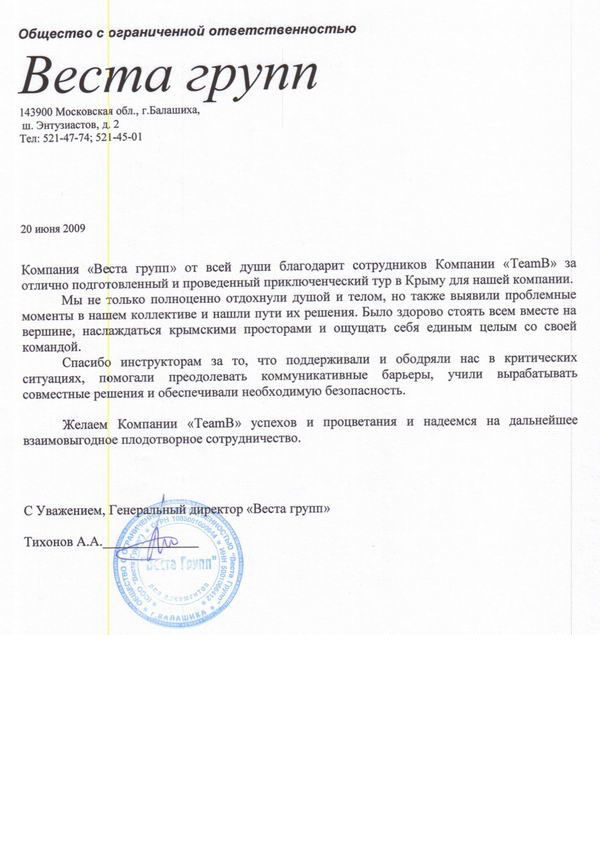 Общество с ограниченной ответственностью
Веста групп
143900 Московская обл., г.Балашиха,
ш. Энтузиастов, д. 2
Тел: 521-47-74; 521-45-01
20 июня 2009
Компания «Веста групп» от всей души благодарит сотрудников Компании «TeamB» за
отлично подготовленный и проведенный приключенческий тур в Крыму для нашей компании.
Мы не только полноценно отдохнули душой и телом, но также выявили проблемные
моменты в нашем коллективе и нашли пути их решения. Было здорово стоять всем вместе на
вершине, наслаждаться крымскими просторами и ощущать себя единым целым со своей
командой.
Спасибо инструкторам за то, что поддерживали и ободряли нас в критических
ситуациях, помогали преодолевать коммуникативные барьеры, учили вырабатывать
совместные решения и обеспечивали необходимую безопасность.
Желаем Компании «TeamB» успехов и процветания и надеемся на дальнейшее
взаимовыгодное плодотворное сотрудничество.
С Уважением, Генеральный директор «Веста групп»
Тихонов А.А.
"Веста Групп"
для документов
г. БАЛАШИХА